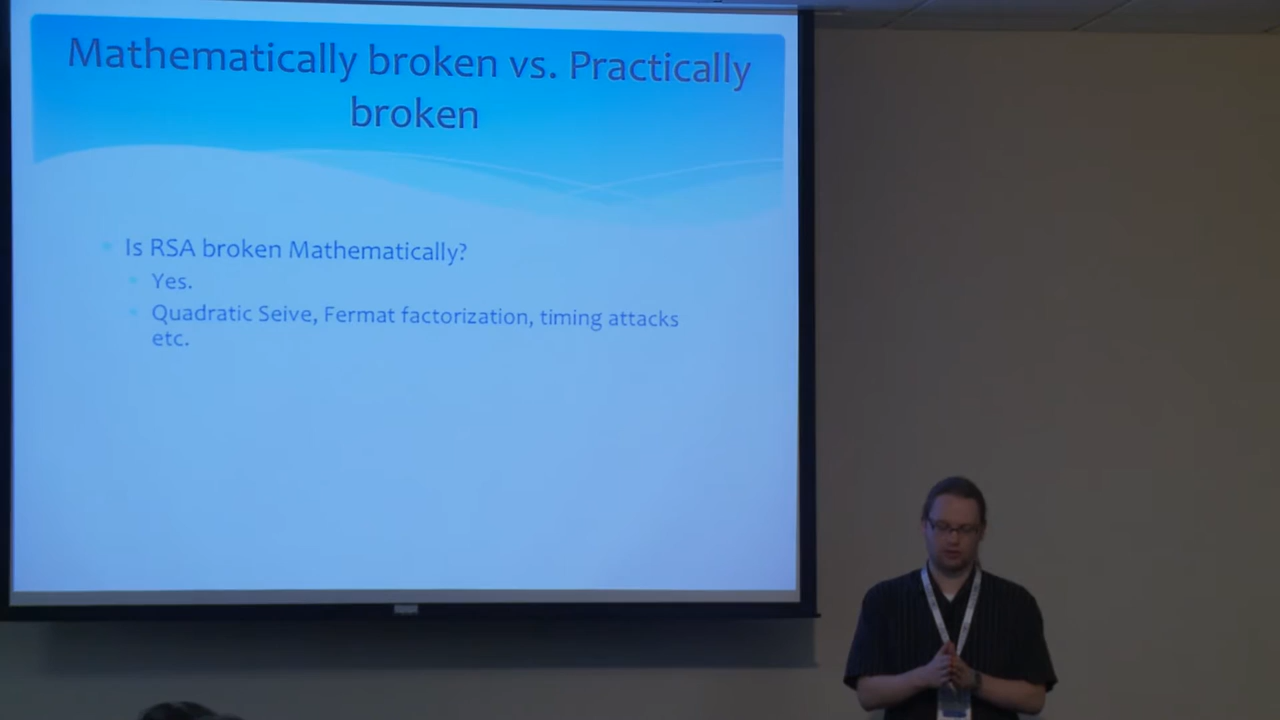 Mathematically broken vs. Practically
broken
Is RSA broken Mathematically?
Yes.
Quadratic Seive, Fermat factorization, timing attacks
etc.